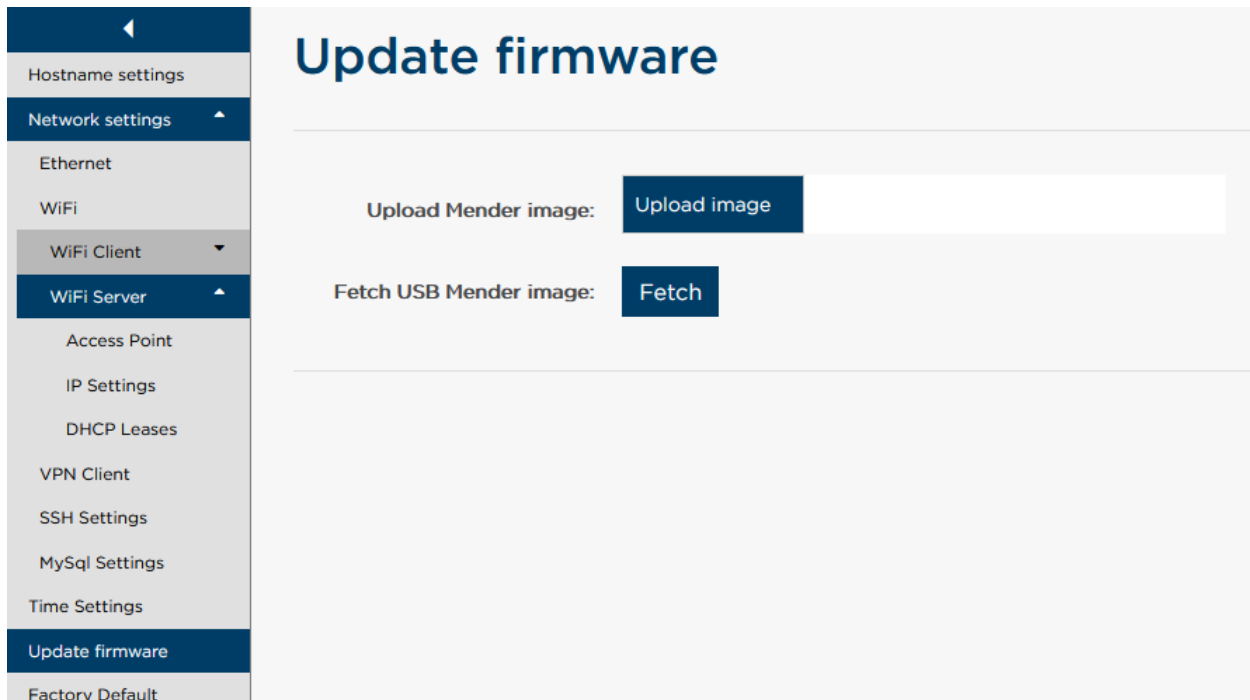 Hostname settings
Network settings
Ethernet
WiFi
WiFi Client
WiFi Server
Access Point
IP Settings
DHCP Leases
VPN Client
SSH Settings
MySql Settings
Time Settings
Update firmware
Factory Default
Update firmware
Upload Mender image: Upload image
Fetch USB Mender image: Fetch